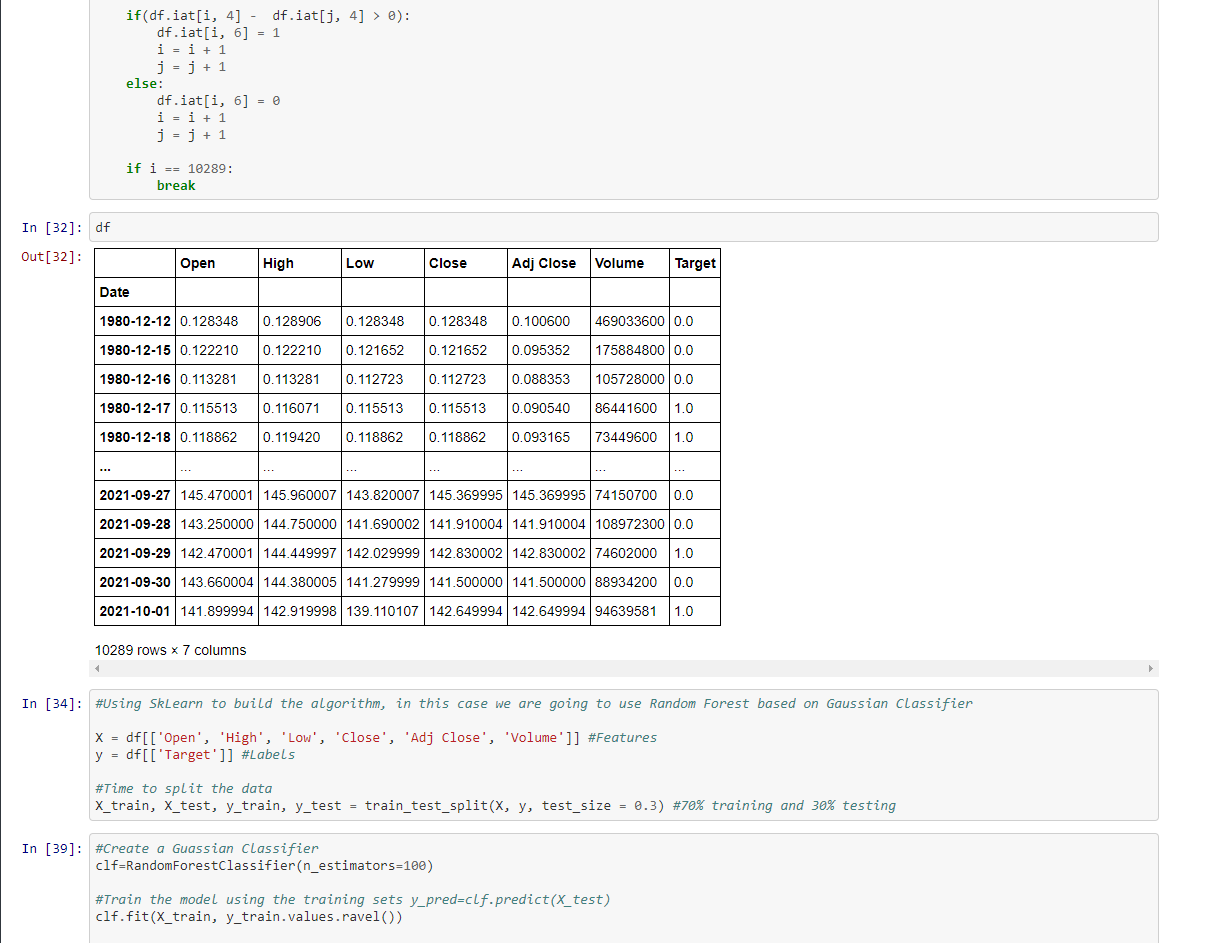 if(df.iat[i, 4] -  df.iat[j, 4] > 0):
df.iat[i, 6] = 1
i = i + 1
j = j + 1
else:
df.iat[i, 6] = 0
i = i + 1
j = j + 1
if i == 10289:
break
In [32]: df
Out[32]:
Open High Low Close Adj Close Volume Target
Date
1980-12-12 0.128348 0.128906 0.128348 0.128348 0.100600 469033600 0.0
1980-12-15 0.122210 0.122210 0.121652 0.121652 0.095352 175884800 0.0
1980-12-16 0.113281 0.113281 0.112723 0.112723 0.088353 105728000 0.0
1980-12-17 0.115513 0.116071 0.115513 0.115513 0.090540 86441600 1.0
1980-12-18 0.118862 0.119420 0.118862 0.118862 0.093165 73449600 1.0
... ... ... ... ... ... ... ...
2021-09-27 145.470001 145.960007 143.820007 145.369995 145.369995 74150700 0.0
2021-09-28 143.250000 144.750000 141.690002 141.910004 141.910004 108972300 0.0
2021-09-29 142.470001 144.449997 142.029999 142.830002 142.830002 74602000 1.0
2021-09-30 143.660004 144.380005 141.279999 141.500000 141.500000 88934200 0.0
2021-10-01 141.899994 142.919998 139.110107 142.649994 142.649994 94639581 1.0
10289 rows × 7 columns
In [34]: #Using SkLearn to build the algorithm, in this case we are going to use Random Forest based on Gaussian Classifier
X = df[['Open', 'High', 'Low', 'Close', 'Adj Close', 'Volume']] #Features
y = df[['Target']] #Labels
#Time to split the data
X_train, X_test, y_train, y_test = train_test_split(X, y, test_size = 0.3) #70% training and 30% testing
In [39]: #Create a Guassian Classifier
clf=RandomForestClassifier(n_estimators=100)
#Train the model using the training sets y_pred=clf.predict(X_test)
clf.fit(X_train, y_train.values.ravel())